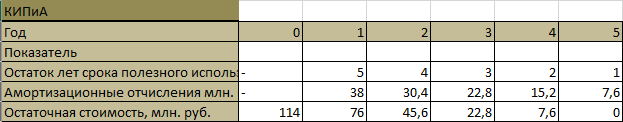 КИПиА
Год 0 1 2 3 4 5
Показатель
Остаток лет срока полезного исполь - 5 4 3 2 1
Амортизационные отчисления млн. - 38 30,4 22,8 15,2 7,6
Остаточная стоимость, млн. руб. 114 76 45,6 22,8 7,6 0